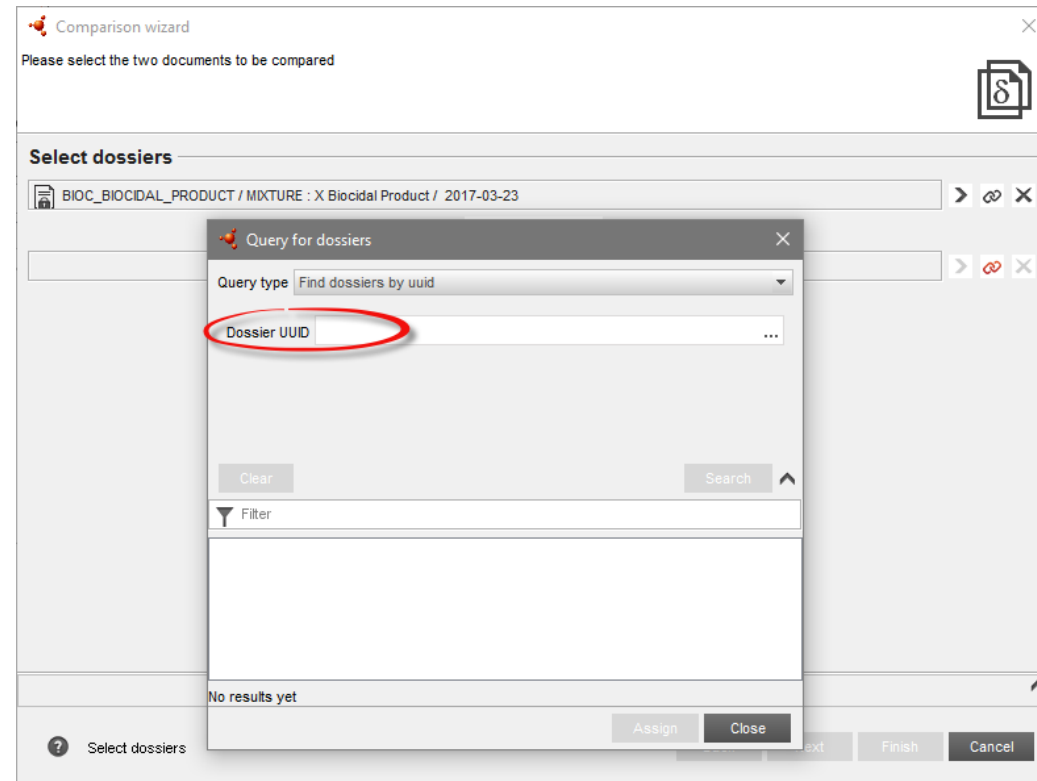 Comparison wizard
Please select the two documents to be compared
δ
Select dossiers
BIOC_BIOCIDAL_PRODUCT / MIXTURE : X Biocidal Product / 2017-03-23
Query for dossiers
Query type Find dossiers by uuid
Dossier UUID ...
Clear Search
Filter
No results yet
Assign Close
? Select dossiers Finish Cancel